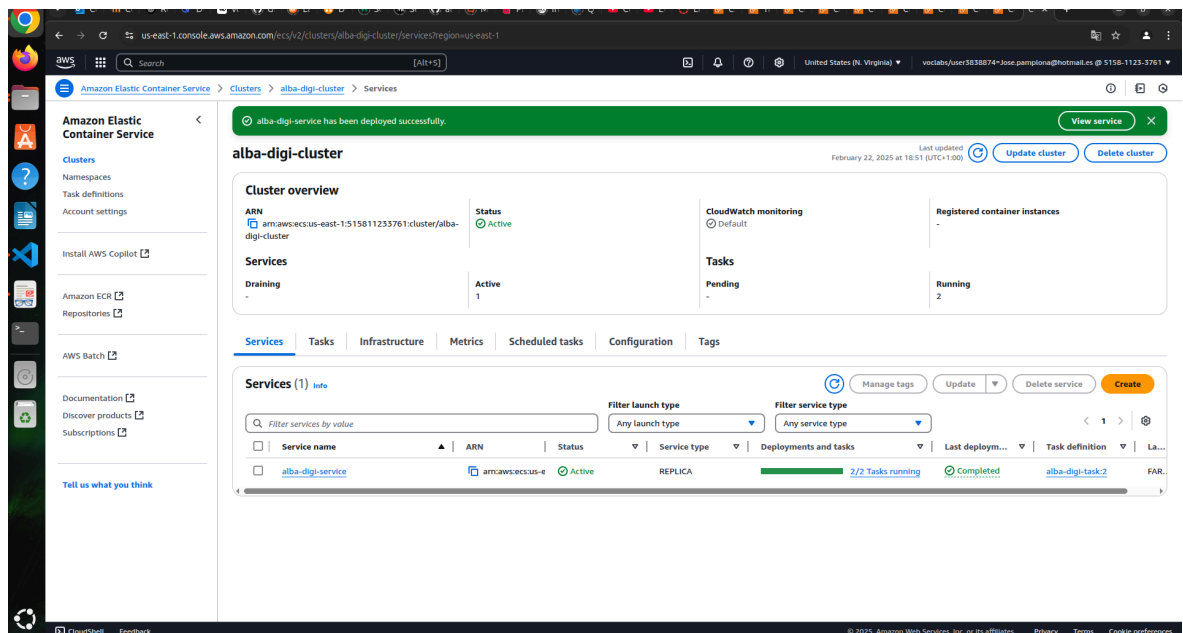 us-east-1.console.aws.amazon.com/ecs/v2/clusters/alba-digi-cluster/services?region=us-east-1
aws
Search
[Alt+S]
United States (N. Virginia)
voclabs/user3838874=Jose.pamplona@hotmail.es @ 5158-1123-3761
Amazon Elastic Container Service > Clusters > alba-digi-cluster > Services
Amazon Elastic
Container Service
Clusters
Namespaces
Task definitions
Account settings
Install AWS Copilot
Amazon ECR
Repositories
AWS Batch
Documentation
Discover products
Subscriptions
Tell us what you think
alba-digi-service has been deployed successfully.
View service
alba-digi-cluster
Last updated
February 22, 2025 at 18:51 (UTC+1:00)
Update cluster
Delete cluster
Cluster overview
ARN
arn:aws:ecs:us-east-1:515811233761:cluster/alba-
digi-cluster
Status
Active
CloudWatch monitoring
Default
Registered container instances
-
Services
Draining
-
Active
1
Tasks
Pending
-
Running
2
Services Tasks Infrastructure Metrics Scheduled tasks Configuration Tags
Services (1) Info
Manage tags
Update
Delete service
Create
Filter services by value
Filter launch type
Any launch type
Filter service type
Any service type
1
Service name ARN Status Service type Deployments and tasks Last deploym... Task definition La...
alba-digi-service arn:aws:ecs:us-e Active REPLICA 2/2 Tasks running Completed alba-digi-task:2 FAR..
CloudShell Feedback
© 2025, Amazon Web Services, Inc. or its affiliates. Privacy Terms Cookie preferences